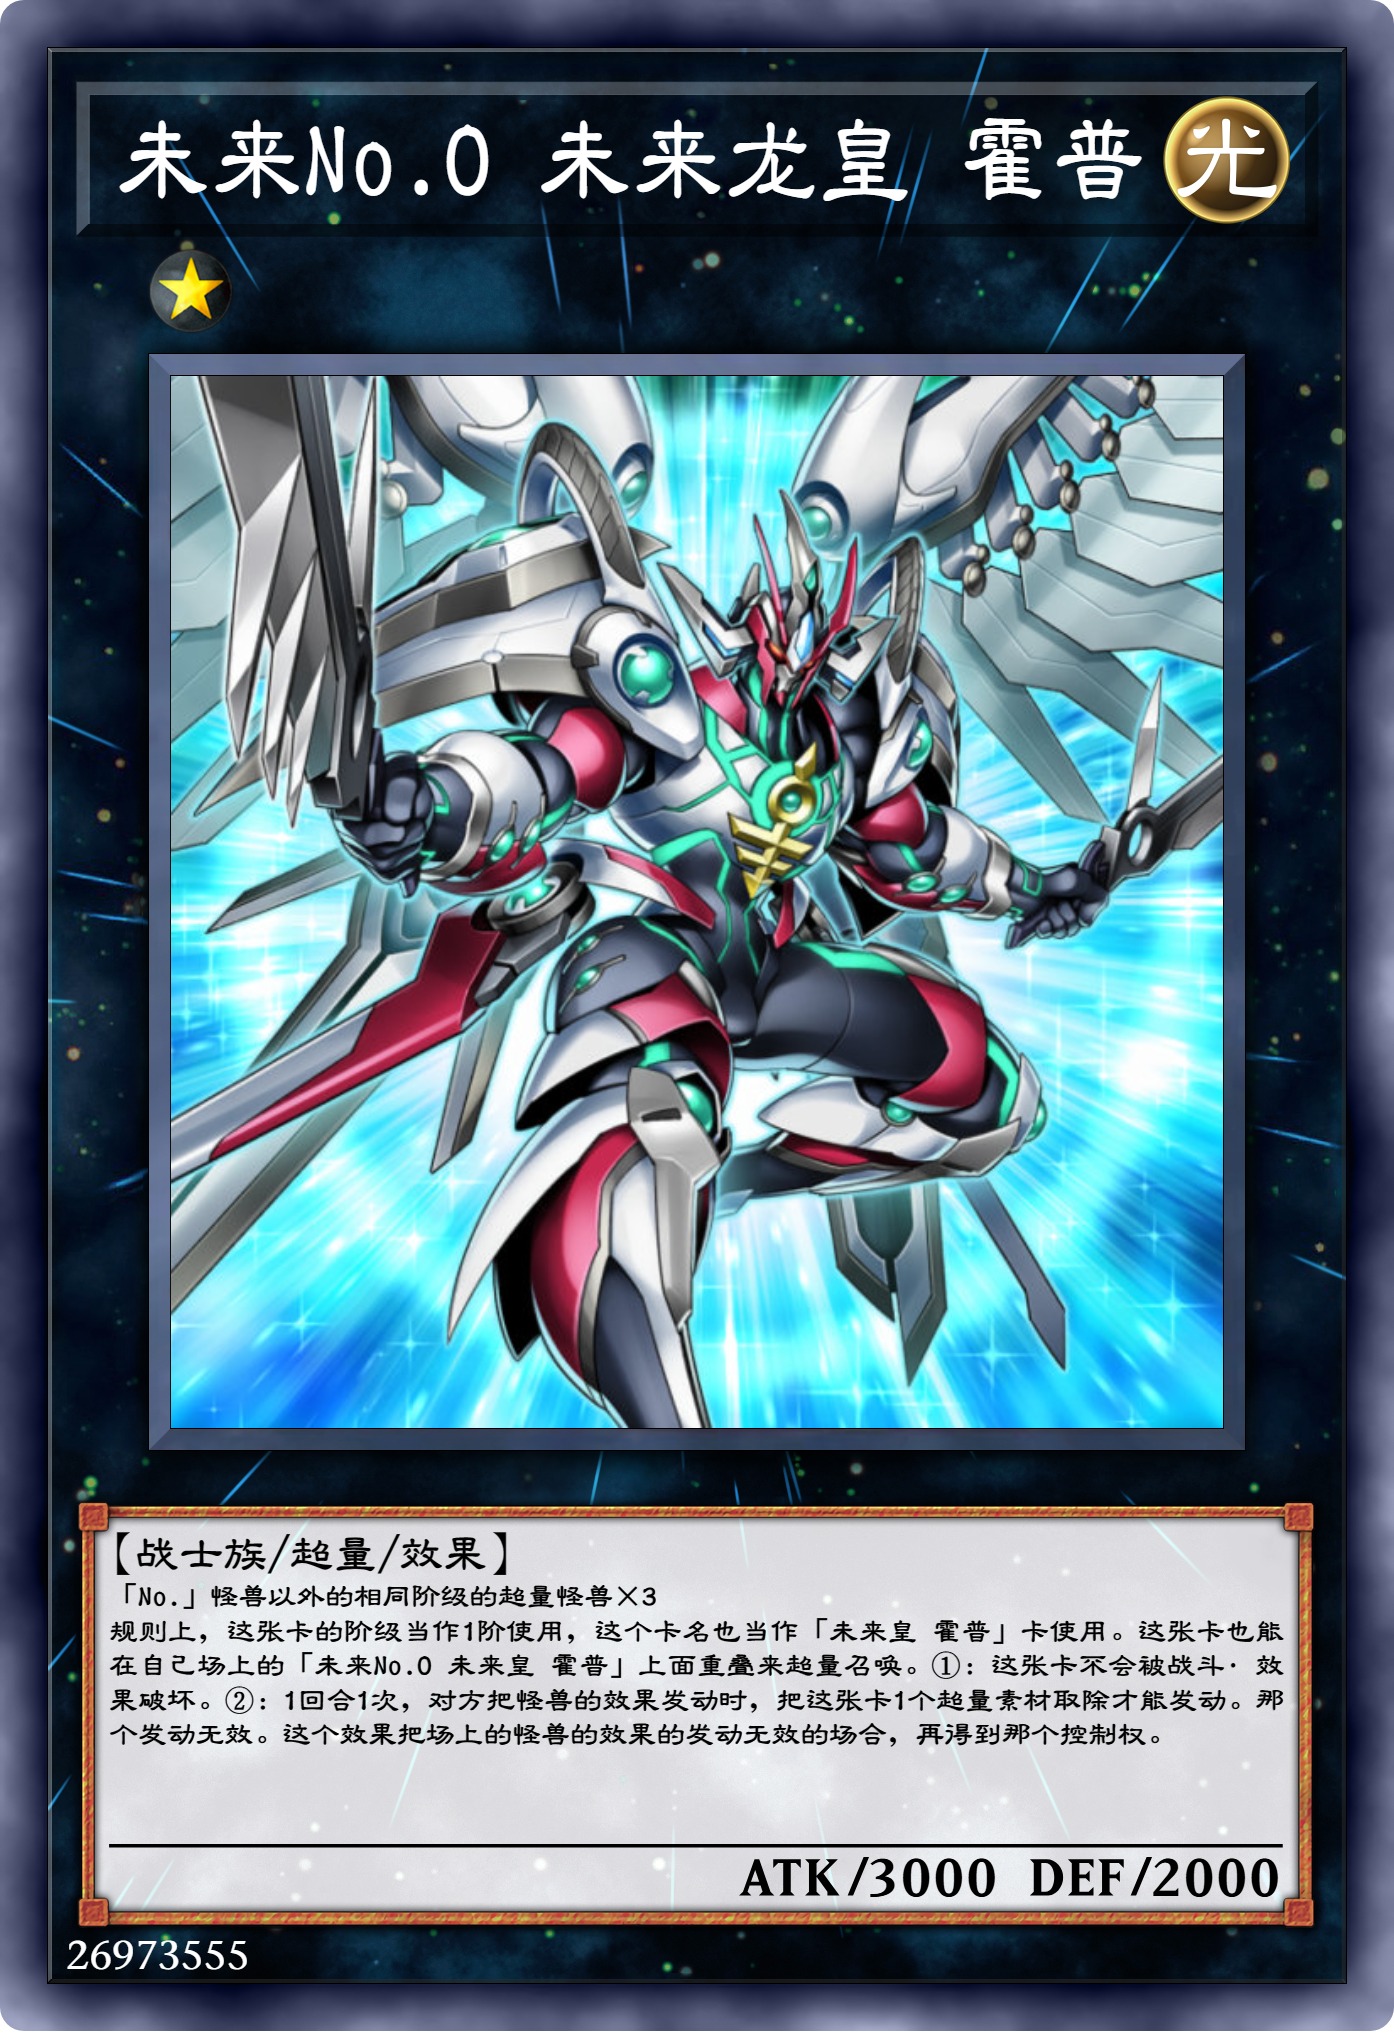 未来No.0 未来龙皇 霍普 光
【战士族/超量/效果】
「No.」怪兽以外的相同阶级的超量怪兽×3
规则上，这张卡的阶级当作1阶使用，这个卡名也当作「未来皇 霍普」卡使用。这张卡也能
在自己场上的「未来No.0 未来皇 霍普」上面重叠来超量召唤。①：这张卡不会被战斗·效
果破坏。②：1回合1次，对方把怪兽的效果发动时，把这张卡1个超量素材取除才能发动。那
个发动无效。这个效果把场上的怪兽的效果的发动无效的场合，再得到那个控制权。
ATK/3000 DEF/2000
26973555